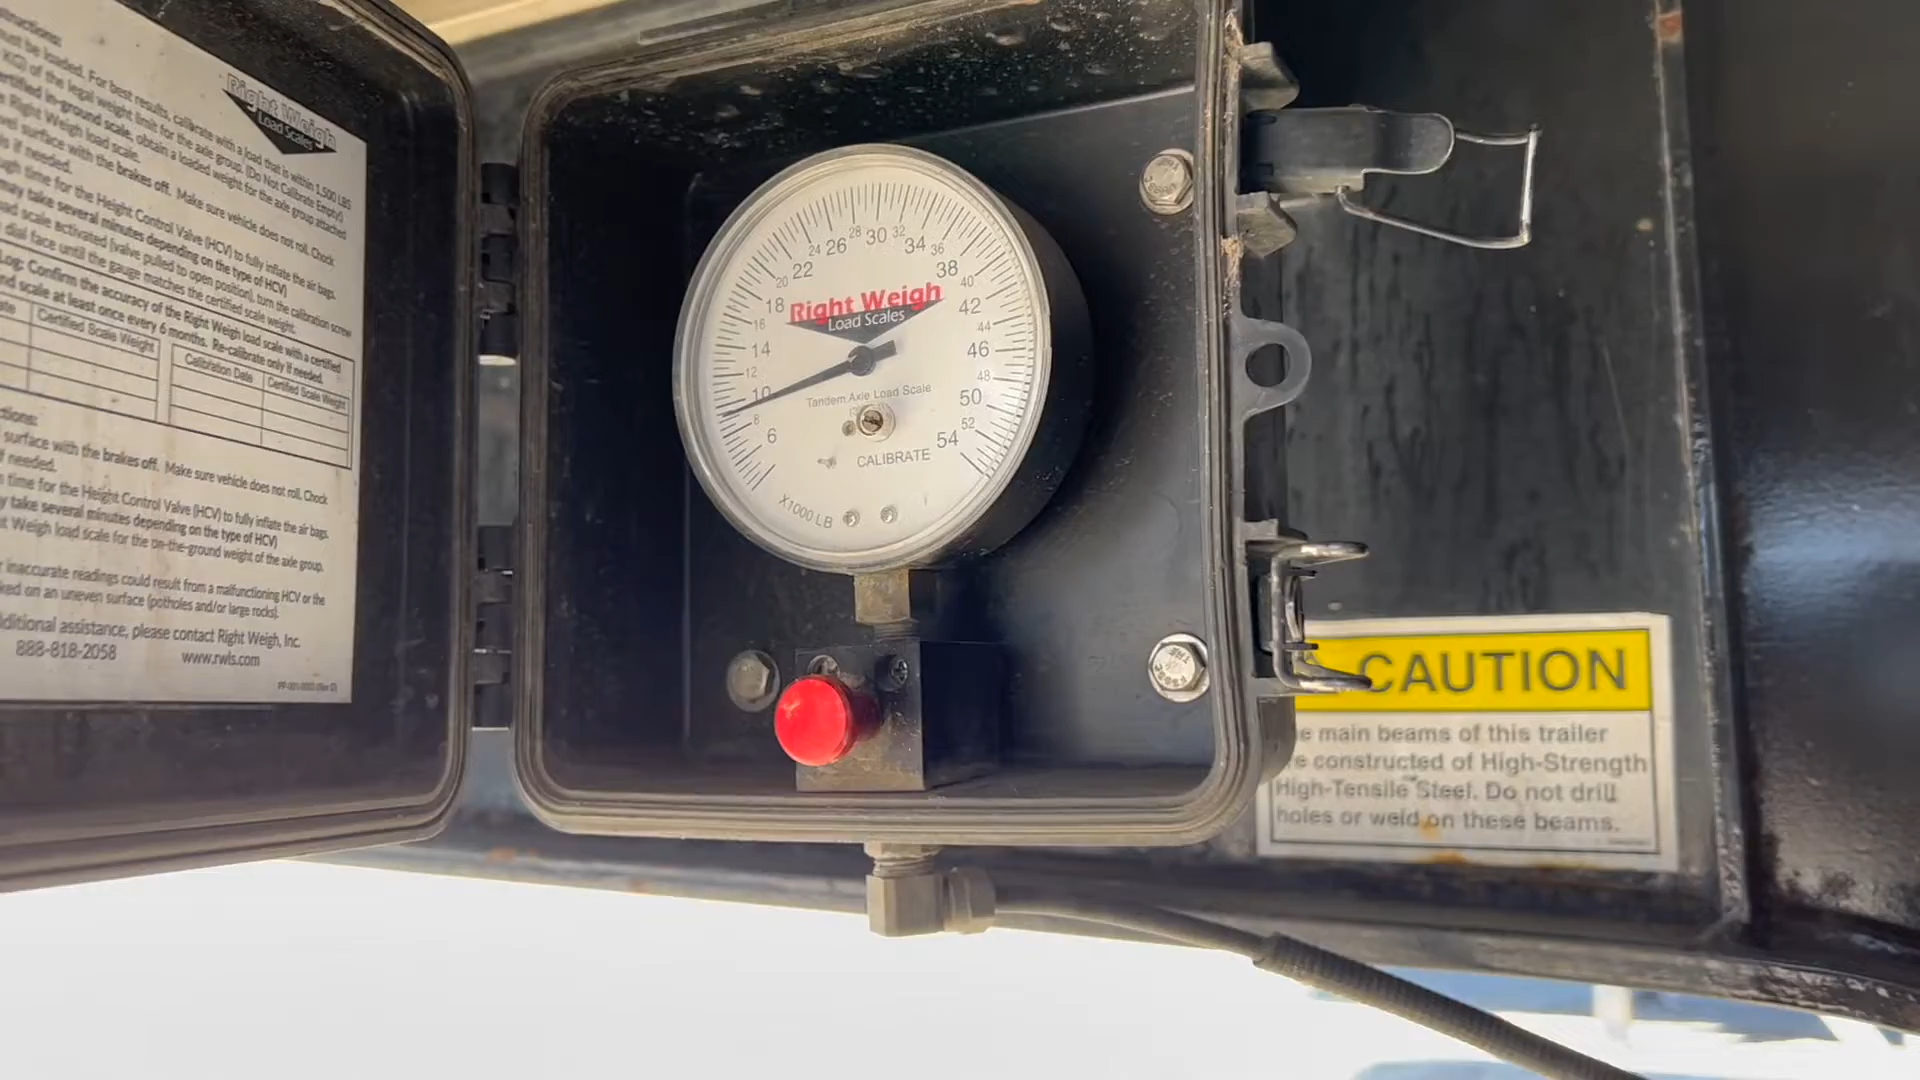 Right Weigh
Load Scales
must be loaded. For best results, calibrate with a load that is within 1,500 LBS
KG) of the legal weight limit for the axle group. (Do Not Calibrate Empty)
certified in-ground scale, obtain a loaded weight for the axle group attached
Right Weigh load scale.
surface with the brakes off. Make sure vehicle does not roll. Check
if needed.
time for the Height Control Valve (HCV) to fully inflate the air bags.
may take several minutes depending on the type of HCV)
scale activated (valve pulled to open position), turn the calibration screw
dial face until the gauge matches the certified scale weight.
Log: Confirm the accuracy of the Right Weigh load scale with a certified
scale at least once every 6 months. Re-calibrate only if needed.
Certified Scale Weight
Calibration Date
Certified Scale Weight
surface with the brakes off. Make sure vehicle does not roll. Check
if needed.
time for the Height Control Valve (HCV) to fully inflate the air bags.
take several minutes depending on the type of HCV)
Weigh load scale for the on-the-ground weight of the axle group.
inaccurate readings could result from a malfunctioning HCV or the
on an uneven surface (potholes and/or large rocks).
assistance, please contact Right Weigh, Inc.
888-818-2058 www.rwls.com
6 8 10 12 14 16 18 20 22 24 26 28 30 32 34 36 38 40 42 44 46 48 50 52 54
Right Weigh
Load Scales
Tandem Axle Load Scale
CALIBRATE
X1000 LB
CAUTION
main beams of this trailer
constructed of High-Strength
High-Tensile Steel. Do not drill
holes or weld on these beams.